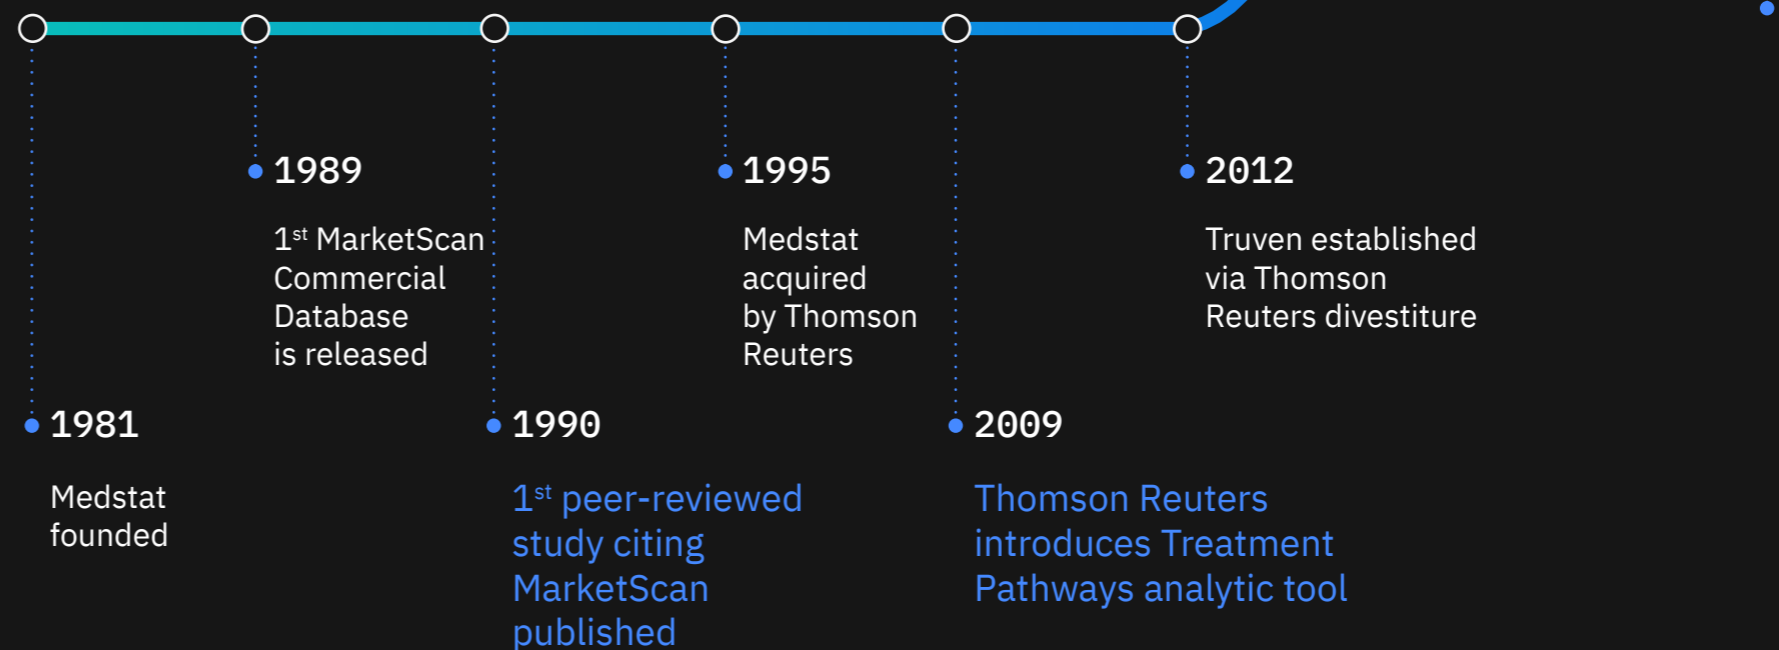 1989
1st MarketScan
Commercial
Database
is released
1995
Medstat
acquired
by Thomson
Reuters
2012
Truven established
via Thomson
Reuters divestiture
1981
Medstat
founded
1990
1st peer-reviewed
study citing
MarketScan
published
2009
Thomson Reuters
introduces Treatment
Pathways analytic tool